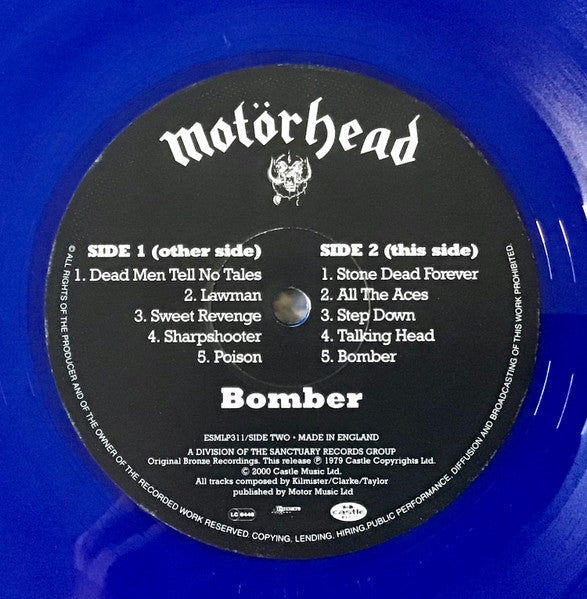 motörhead
SIDE 1 (other side)
1. Dead Men Tell No Tales
2. Lawman
3. Sweet Revenge
4. Sharpshooter
5. Poison
SIDE 2 (this side)
1. Stone Dead Forever
2. All The Aces
3. Step Down
4. Talking Head
5. Bomber
Bomber
ESMLP311/SIDE TWO • MADE IN ENGLAND
A DIVISION OF THE SANCTUARY RECORDS GROUP
Original Bronze Recordings. This release ℗ 1979 Castle Copyrights Ltd.
© 2000 Castle Music Ltd.
All tracks composed by Kilmister/Clarke/Taylor
published by Motor Music Ltd
LC 6448
castle
© ALL RIGHTS OF THE PRODUCER AND OF THE OWNER OF THE RECORDED WORK RESERVED. COPYING, LENDING. HIRING, PUBLIC PERFORMANCE, DIFFUSION AND BROADCASTING OF THIS WORK PROHIBITED.